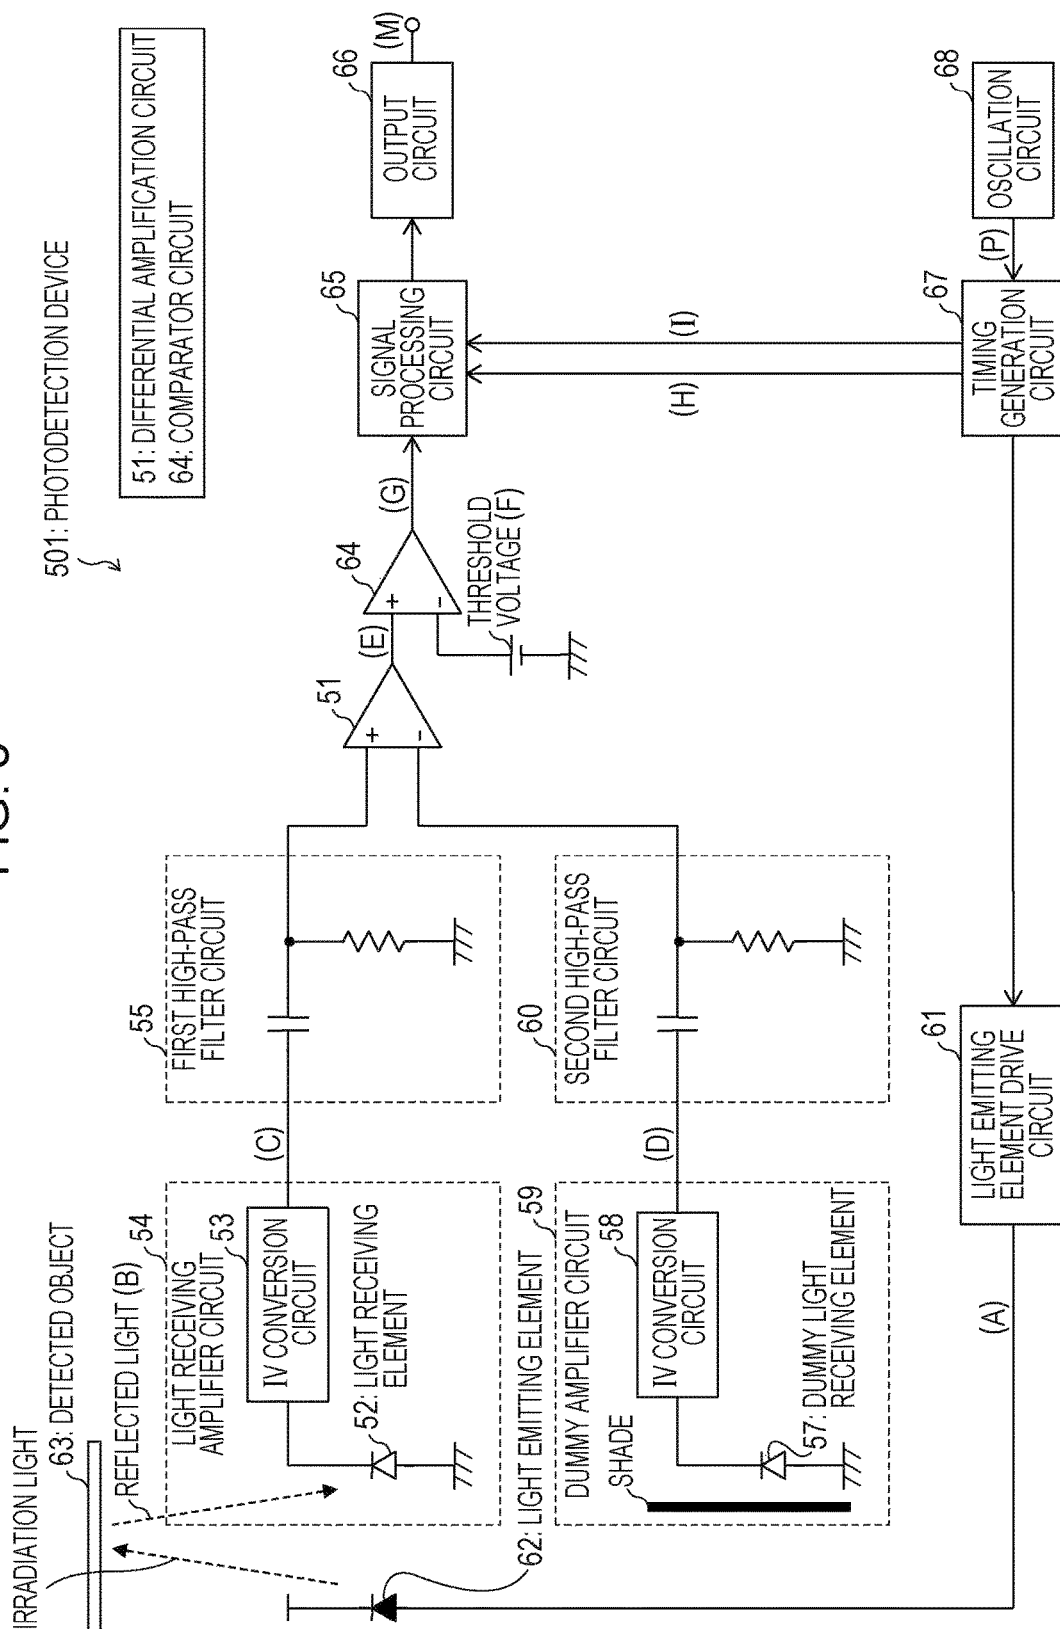 501: PHOTODETECTION DEVICE
51: DIFFERENTIAL AMPLIFICATION CIRCUIT
64: COMPARATOR CIRCUIT
IRRADIATION LIGHT
63: DETECTED OBJECT
REFLECTED LIGHT (B)
54
LIGHT RECEIVING
AMPLIFIER CIRCUIT
53
IV CONVERSION
CIRCUIT
52: LIGHT RECEIVING
ELEMENT
62: LIGHT EMITTING ELEMENT
(C)
55
FIRST HIGH-PASS
FILTER CIRCUIT
51
+
-
(E)
64
+
-
THRESHOLD
VOLTAGE (F)
(G)
65
SIGNAL
PROCESSING
CIRCUIT
66
OUTPUT
CIRCUIT
(M)
59
DUMMY AMPLIFIER CIRCUIT
58
IV CONVERSION
CIRCUIT
SHADE
57: DUMMY LIGHT
RECEIVING ELEMENT
(D)
60
SECOND HIGH-PASS
FILTER CIRCUIT
(H)
(I)
(A)
61
LIGHT EMITTING
ELEMENT DRIVE
CIRCUIT
67
TIMING
GENERATION
CIRCUIT
(P)
68
OSCILLATION
CIRCUIT